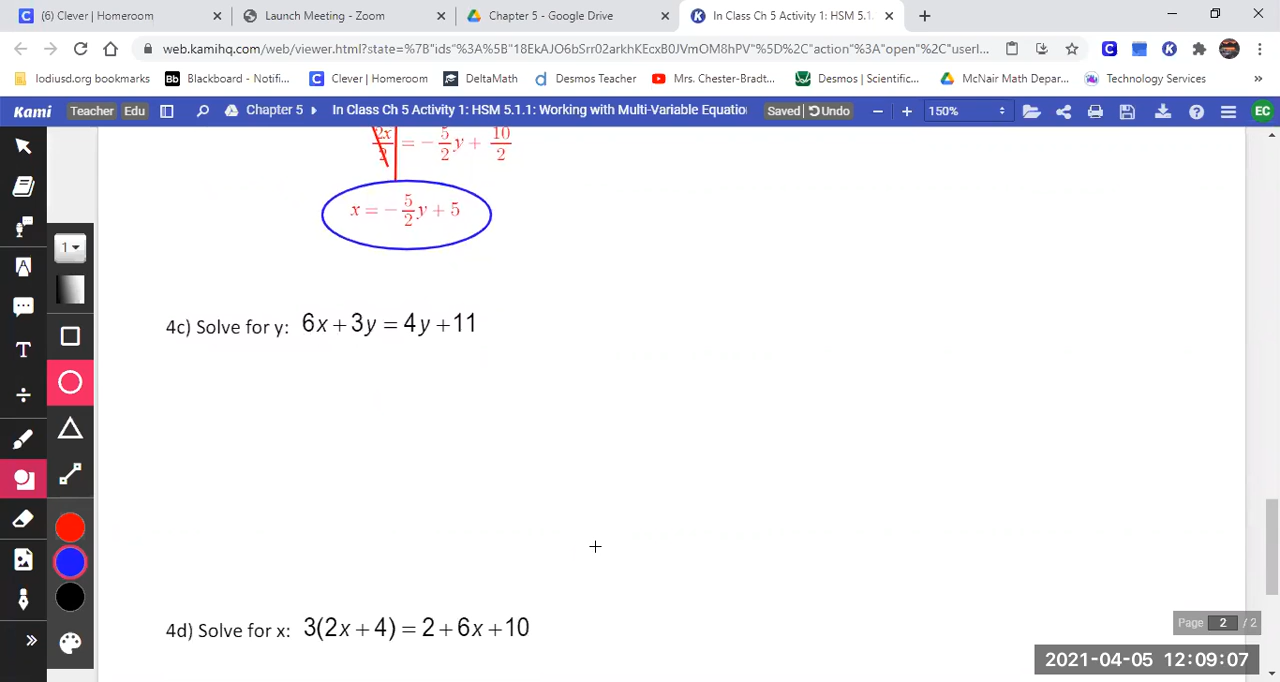 (6) Clever | Homeroom
Launch Meeting - Zoom
Chapter 5 - Google Drive
In Class Ch 5 Activity 1: HSM 5.1.
web.kamihq.com/web/viewer.html?state=%7B"ids"%3A%5B"18EkAJO6bSrr02arkhKEcxB0JVmOM8hPV"%5D%2C"action"%3A"open"%2C"userI...
lodiusd.org bookmarks
Blackboard - Notifi...
Clever | Homeroom
DeltaMath
Desmos Teacher
Mrs. Chester-Bradt...
Desmos | Scientific...
McNair Math Depar...
Technology Services
Kami
Teacher
Edu
Chapter 5
In Class Ch 5 Activity 1: HSM 5.1.1: Working with Multi-Variable Equatio
Saved
Undo
150%
EC
2x/2 = −5/2 y + 10/2
x = −5/2 y + 5
1
4c) Solve for y: 6x + 3y = 4y + 11
4d) Solve for x: 3(2x + 4) = 2 + 6x + 10
Page 2 / 2
2021-04-05 12:09:07